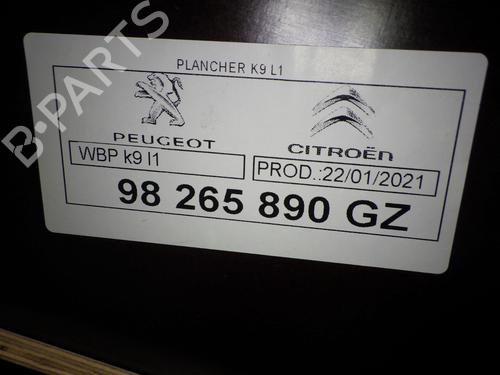 B-PARTS
PLANCHER K9 L1
PEUGEOT
CITROËN
WBP k9 l1
PROD.:22/01/2021
98 265 890 GZ